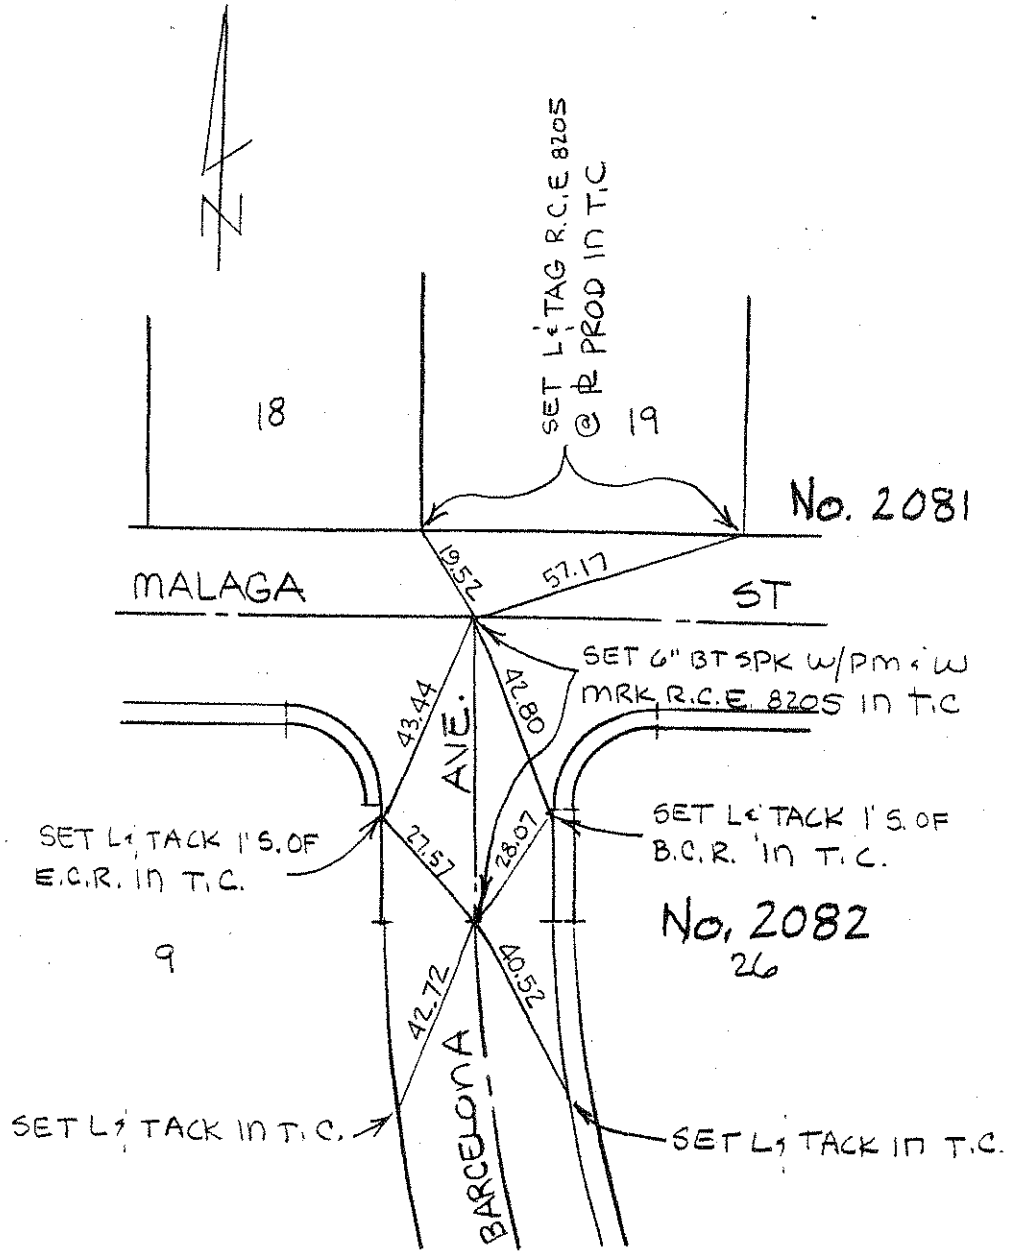 N
SET L & TAG R.C.E 8205
@ PL PROD IN T.C
18
19
No. 2081
19.52
57.17
MALAGA
ST
SET 6" BT SPK W/PM & W
MRK R.C.E. 8205 IN T.C
43.44
42.80
AVE.
SET L & TACK 1' S. OF
E.C.R. IN T.C.
27.57
28.07
SET L & TACK 1' S. OF
B.C.R. IN T.C.
No. 2082
26
9
42.72
40.52
BARCELONA
SET L & TACK IN T.C.
SET L & TACK IN T.C.